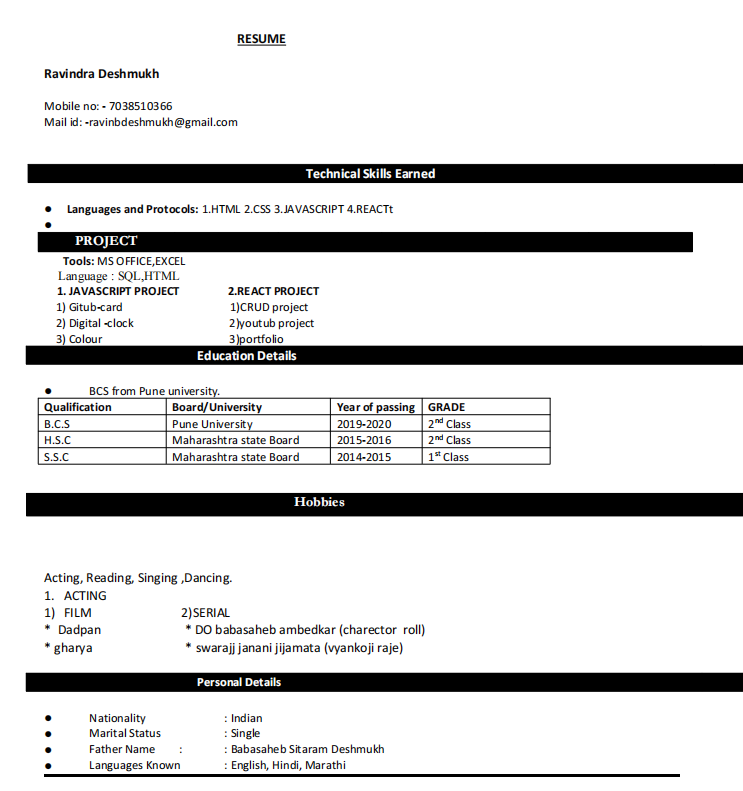 RESUME
Ravindra Deshmukh
Mobile no: - 7038510366
Mail id: -ravinbdeshmukh@gmail.com
Technical Skills Earned
● Languages and Protocols: 1.HTML 2.CSS 3.JAVASCRIPT 4.REACTt
●
PROJECT
Tools: MS OFFICE,EXCEL
Language : SQL,HTML
1. JAVASCRIPT PROJECT 2.REACT PROJECT
1) Gitub-card 1)CRUD project
2) Digital -clock 2)youtub project
3) Colour 3)portfolio
Education Details
● BCS from Pune university.
Qualification Board/University Year of passing GRADE
B.C.S Pune University 2019-2020 2nd Class
H.S.C Maharashtra state Board 2015-2016 2nd Class
S.S.C Maharashtra state Board 2014-2015 1st Class
Hobbies
Acting, Reading, Singing ,Dancing.
1. ACTING
1) FILM 2)SERIAL
* Dadpan * DO babasaheb ambedkar (charector roll)
* gharya * swarajj janani jijamata (vyankoji raje)
Personal Details
● Nationality : Indian
● Marital Status : Single
● Father Name : : Babasaheb Sitaram Deshmukh
● Languages Known : English, Hindi, Marathi